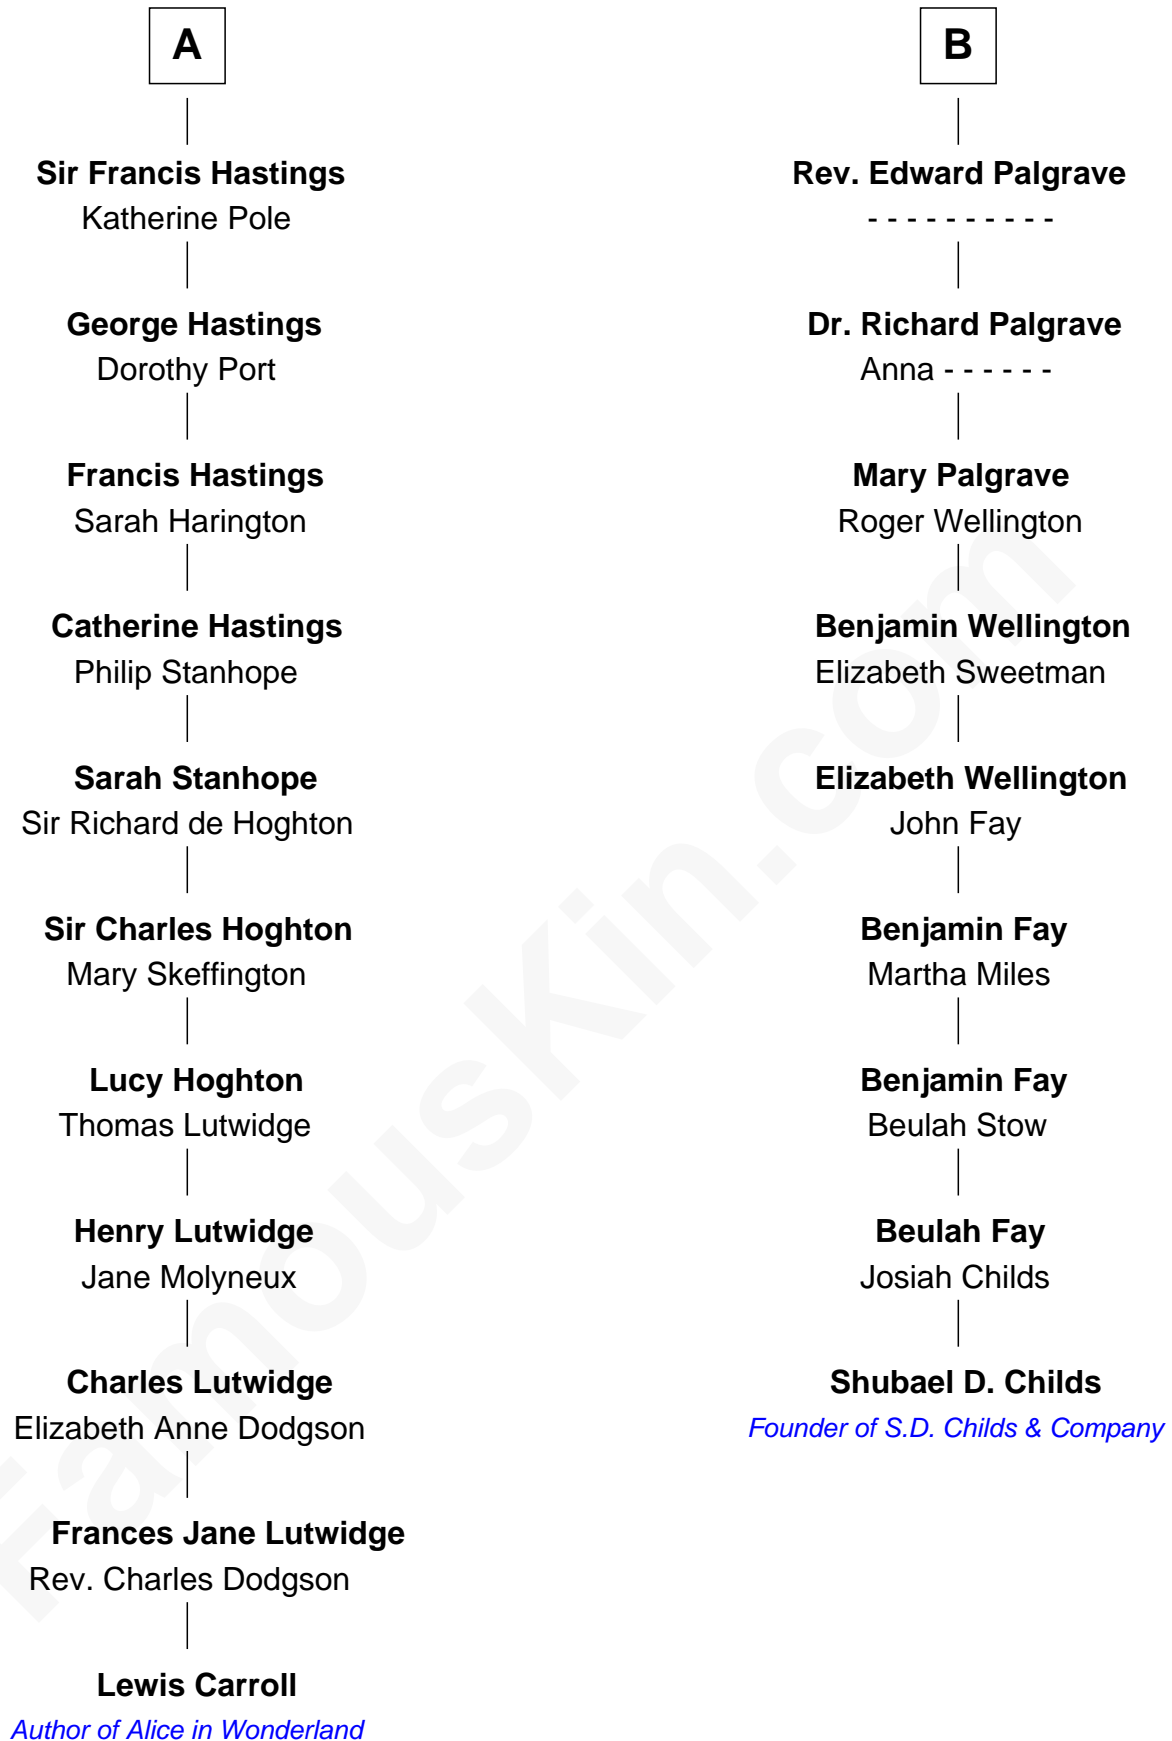 A
Sir Francis Hastings
Katherine Pole
George Hastings
Dorothy Port
Francis Hastings
Sarah Harington
Catherine Hastings
Philip Stanhope
Sarah Stanhope
Sir Richard de Hoghton
Sir Charles Hoghton
Mary Skeffington
Lucy Hoghton
Thomas Lutwidge
Henry Lutwidge
Jane Molyneux
Charles Lutwidge
Elizabeth Anne Dodgson
Frances Jane Lutwidge
Rev. Charles Dodgson
Lewis Carroll
Author of Alice in Wonderland
B
Rev. Edward Palgrave
- - - - - - - - - -
Dr. Richard Palgrave
Anna - - - - - -
Mary Palgrave
Roger Wellington
Benjamin Wellington
Elizabeth Sweetman
Elizabeth Wellington
John Fay
Benjamin Fay
Martha Miles
Benjamin Fay
Beulah Stow
Beulah Fay
Josiah Childs
Shubael D. Childs
Founder of S.D. Childs & Company
FamousKin.com